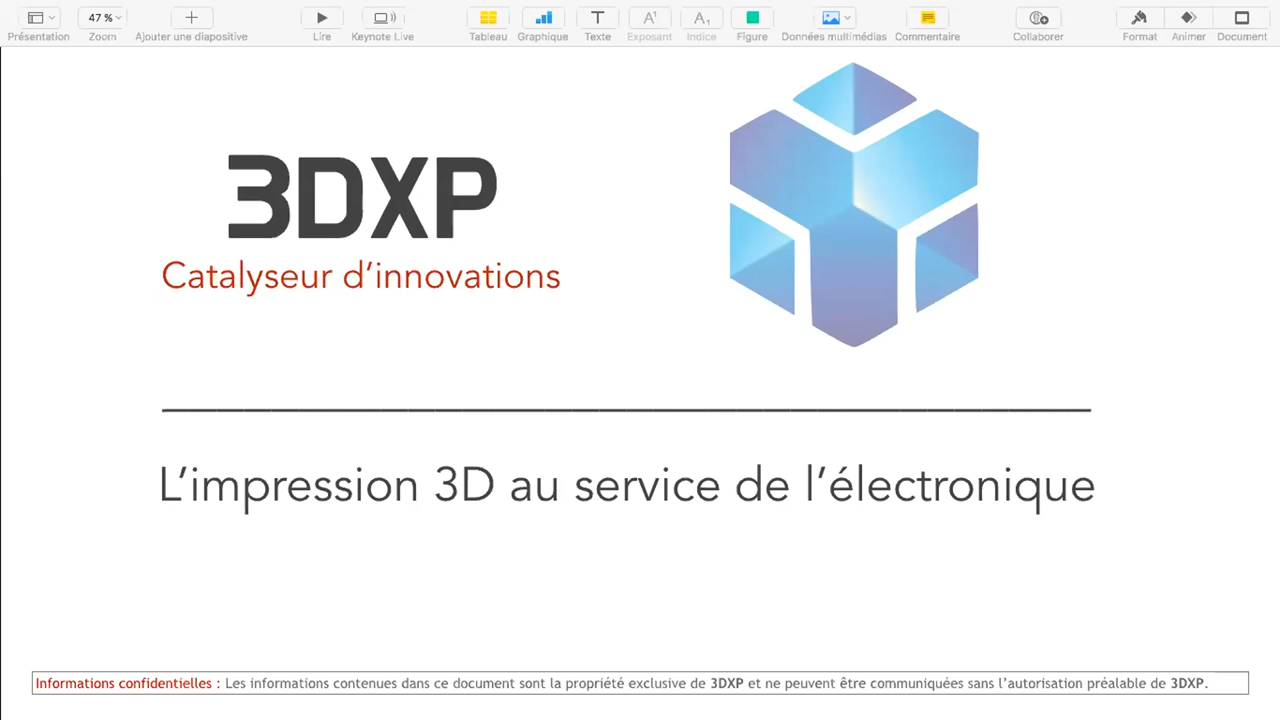 47 %
Présentation Zoom Ajouter une diapositive Lire Keynote Live Tableau Graphique Texte Exposant Indice Figure Données multimédias Commentaire Collaborer Format Animer Document
3DXP
Catalyseur d’innovations
L’impression 3D au service de l’électronique
Informations confidentielles : Les informations contenues dans ce document sont la propriété exclusive de 3DXP et ne peuvent être communiquées sans l’autorisation préalable de 3DXP.